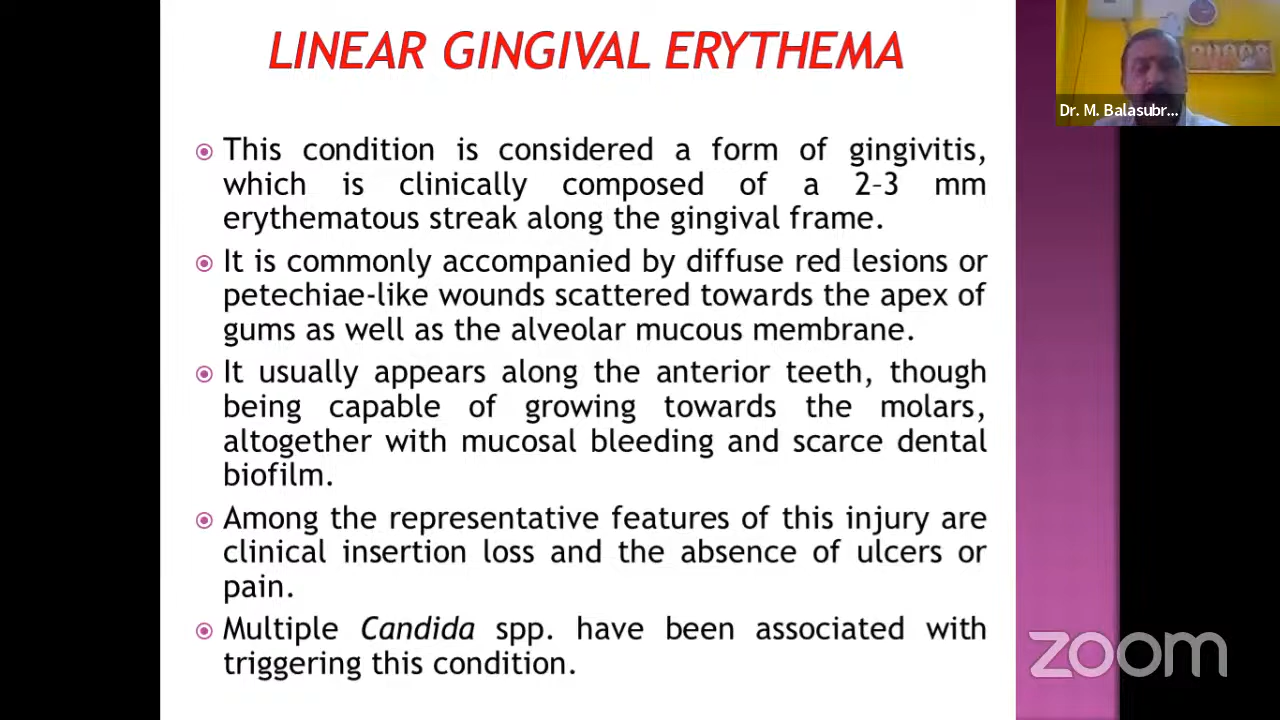 LINEAR GINGIVAL ERYTHEMA
Dr. M. Balasubr...
This condition is considered a form of gingivitis,
which is clinically composed of a 2–3 mm
erythematous streak along the gingival frame.
It is commonly accompanied by diffuse red lesions or
petechiae-like wounds scattered towards the apex of
gums as well as the alveolar mucous membrane.
It usually appears along the anterior teeth, though
being capable of growing towards the molars,
altogether with mucosal bleeding and scarce dental
biofilm.
Among the representative features of this injury are
clinical insertion loss and the absence of ulcers or
pain.
Multiple Candida spp. have been associated with
triggering this condition.
zoom